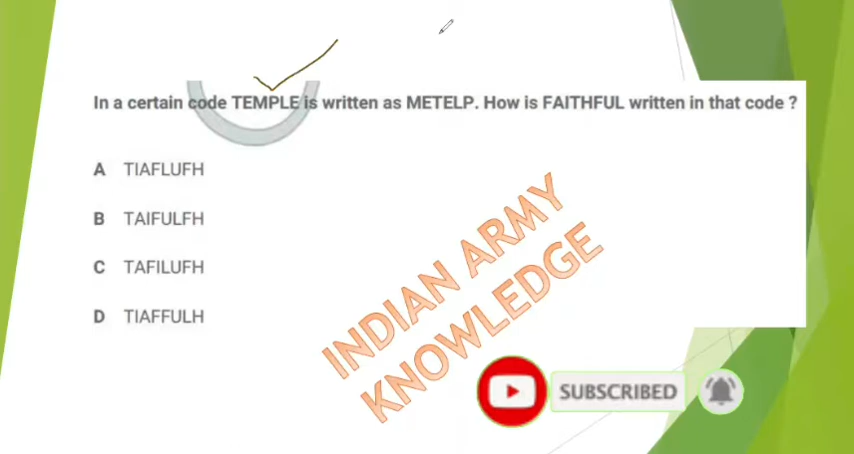 In a certain code TEMPLE is written as METELP. How is FAITHFUL written in that code ?
A TIAFLUFH
B TAIFULFH
C TAFILUFH
D TIAFFULH
INDIAN ARMY
KNOWLEDGE
SUBSCRIBED